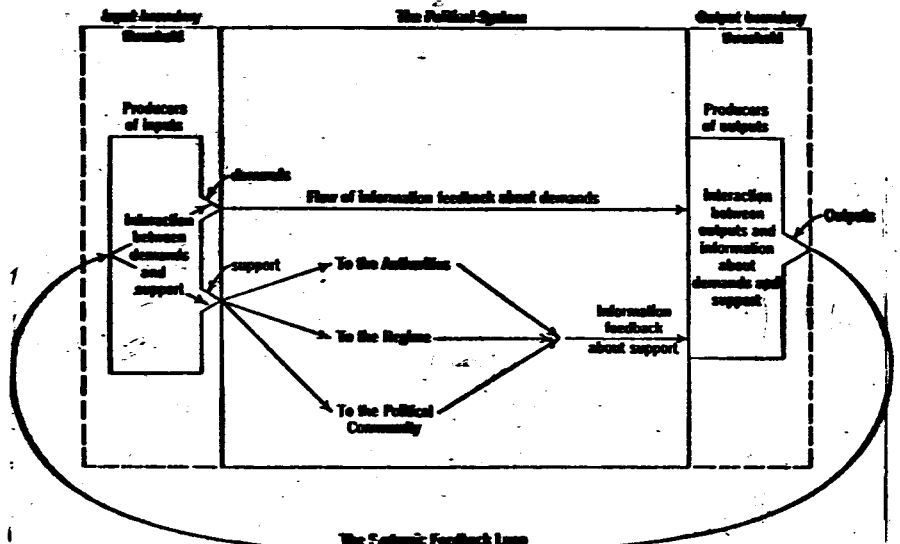 Input boundary
threshold
The Political System
Output boundary
threshold
Producers
of inputs
Producers
of outputs
demands
Flow of information feedback about demands
Interaction
between
demands
and
support
support
To the Authorities
To the Regime
To the Political
Community
Information
feedback
about support
Interaction
between
outputs and
information
about
demands and
support
Outputs
The Systemic Feedback Loop